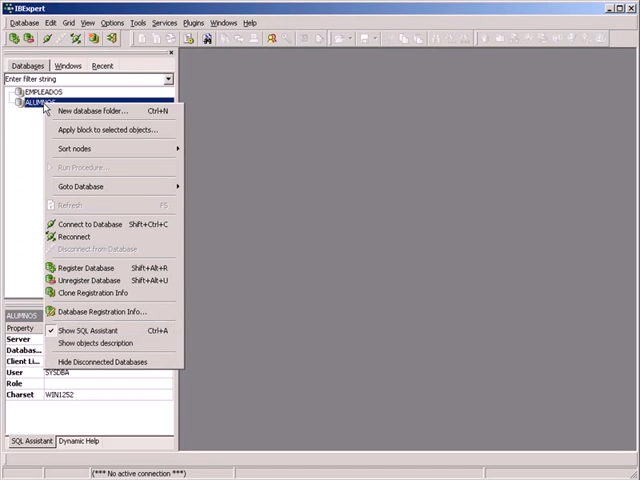 IBExpert
Database Edit Grid View Options Tools Services Plugins Windows Help
Databases Windows Recent
Enter filter string
EMPLEADOS
ALUMNOS
New database folder... Ctrl+N
Apply block to selected objects...
Sort nodes
Run Procedure...
Goto Database
Refresh F5
Connect to Database Shift+Ctrl+C
Reconnect
Disconnect from Database
Register Database Shift+Alt+R
Unregister Database Shift+Alt+U
Clone Registration Info
Database Registration Info...
Show SQL Assistant Ctrl+A
Show objects description
Hide Disconnected Databases
ALUMNOS
Property
Server
Databas...
Client Li...
User SYSDBA
Role
Charset WIN1252
SQL Assistant Dynamic Help
(*** No active connection ***)